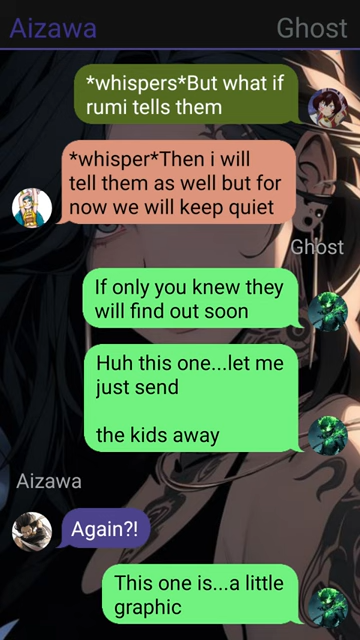 Aizawa
Ghost
*whispers*But what if
rumi tells them
*whisper*Then i will
tell them as well but for
now we will keep quiet
Ghost
If only you knew they
will find out soon
Huh this one...let me
just send
the kids away
Aizawa
Again?!
This one is...a little
graphic